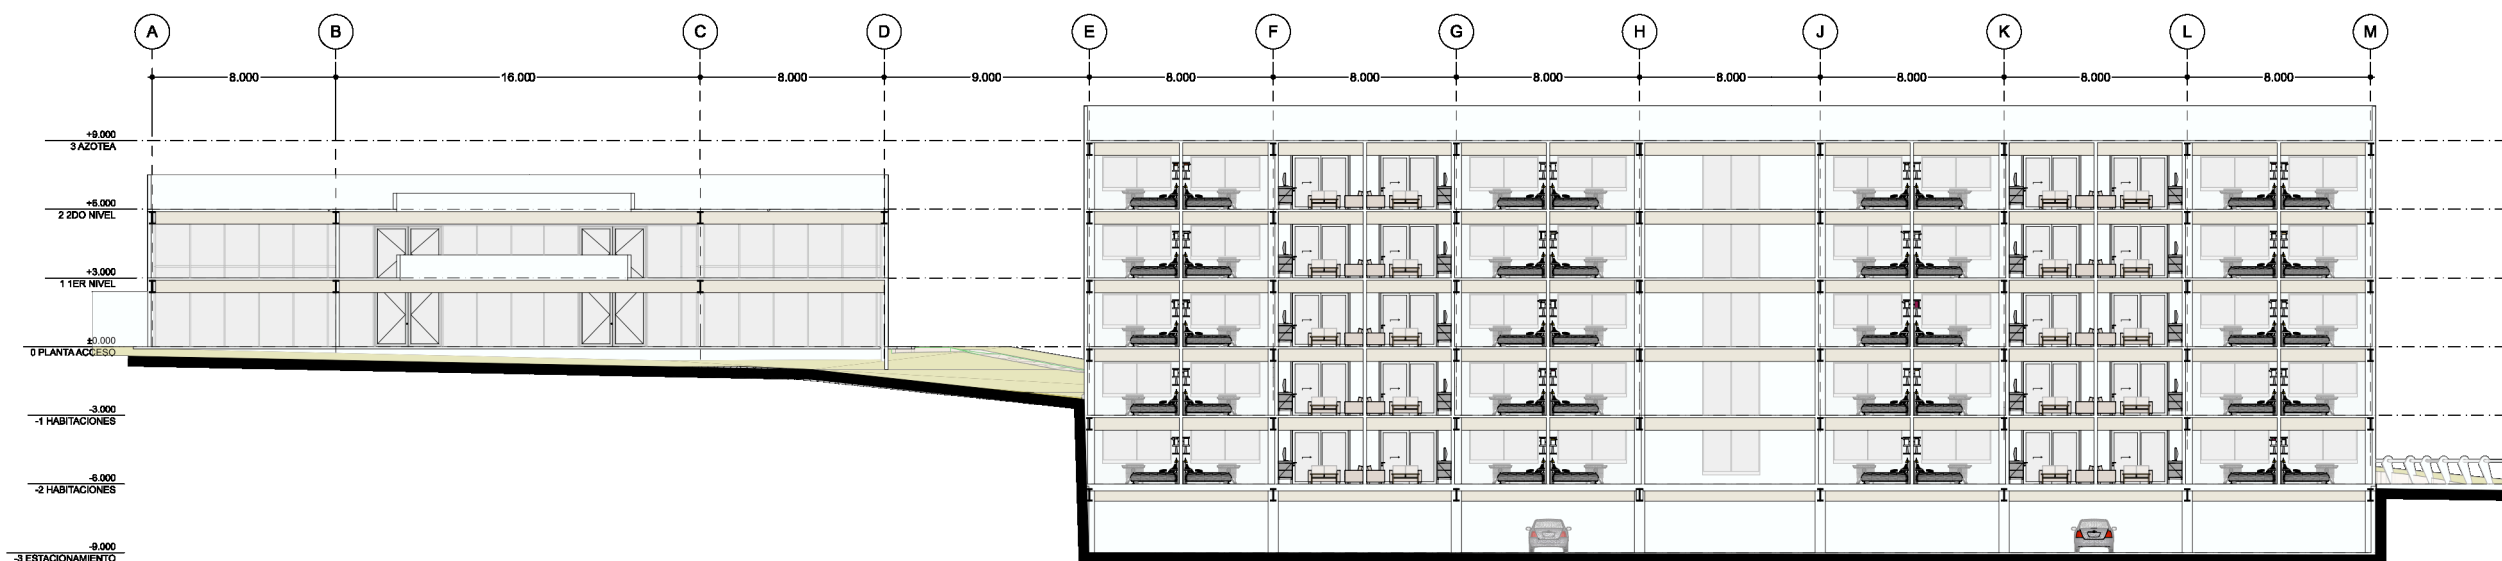 A B C D E F G H J K L M
8.000 16.000 8.000 9.000 8.000 8.000 8.000 8.000 8.000 8.000 8.000
+9.000
3 AZOTEA
+6.000
2 2DO NIVEL
+3.000
1 1ER NIVEL
±0.000
0 PLANTA ACCESO
-3.000
-1 HABITACIONES
-6.000
-2 HABITACIONES
-9.000
-3 ESTACIONAMIENTO